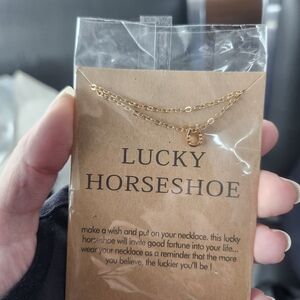 LUCKY
HORSESHOE
make a wish and put on your necklace. this lucky
horseshoe will invite good fortune into your life...
wear your necklace as a reminder that the more
you believe, the luckier you'll be!